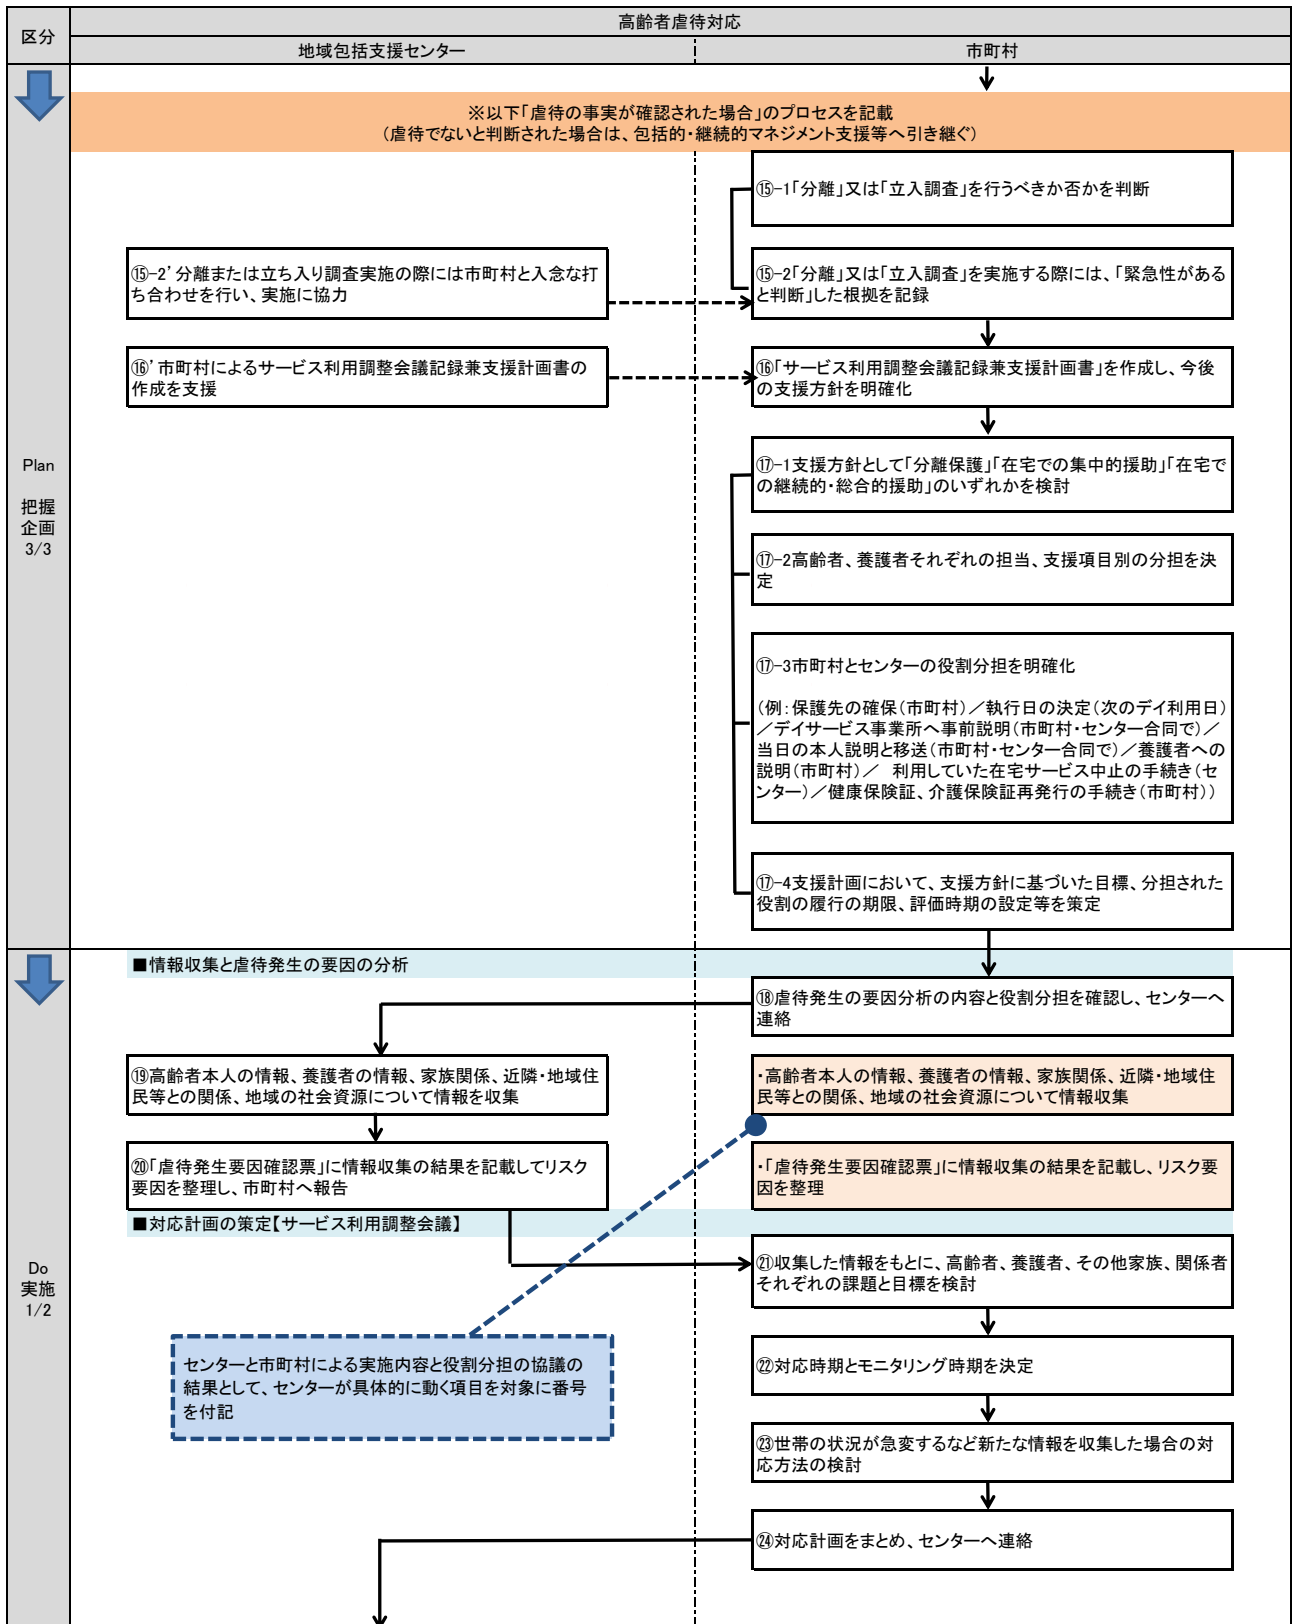 区分
高齢者虐待対応
地域包括支援センター
市町村
※以下「虐待の事実が確認された場合」のプロセスを記載
（虐待でないと判断された場合は、包括的・継続的マネジメント支援等へ引き継ぐ）
Plan
把握
企画
3/3
⑮-1「分離」又は「立入調査」を行うべきか否かを判断
⑮-2’分離または立ち入り調査実施の際には市町村と入念な打
ち合わせを行い、実施に協力
⑮-2「分離」又は「立入調査」を実施する際には、「緊急性がある
と判断」した根拠を記録
⑯’市町村によるサービス利用調整会議記録兼支援計画書の
作成を支援
⑯「サービス利用調整会議記録兼支援計画書」を作成し、今後
の支援方針を明確化
⑰-1支援方針として「分離保護」「在宅での集中的援助」「在宅で
の継続的・総合的援助」のいずれかを検討
⑰-2高齢者、養護者それぞれの担当、支援項目別の分担を決
定
⑰-3市町村とセンターの役割分担を明確化
（例：保護先の確保（市町村）／執行日の決定（次のデイ利用日）
／デイサービス事業所へ事前説明（市町村・センター合同で）／
当日の本人説明と移送（市町村・センター合同で）／養護者への
説明（市町村）／　利用していた在宅サービス中止の手続き（セ
ンター）／健康保険証、介護保険証再発行の手続き（市町村））
⑰-4支援計画において、支援方針に基づいた目標、分担された
役割の履行の期限、評価時期の設定等を策定
Do
実施
1/2
■情報収集と虐待発生の要因の分析
⑱虐待発生の要因分析の内容と役割分担を確認し、センターへ
連絡
⑲高齢者本人の情報、養護者の情報、家族関係、近隣・地域住
民等との関係、地域の社会資源について情報を収集
・高齢者本人の情報、養護者の情報、家族関係、近隣・地域住
民等との関係、地域の社会資源について情報収集
⑳「虐待発生要因確認票」に情報収集の結果を記載してリスク
要因を整理し、市町村へ報告
・「虐待発生要因確認票」に情報収集の結果を記載し、リスク要
因を整理
■対応計画の策定【サービス利用調整会議】
㉑収集した情報をもとに、高齢者、養護者、その他家族、関係者
それぞれの課題と目標を検討
センターと市町村による実施内容と役割分担の協議の
結果として、センターが具体的に動く項目を対象に番号
を付記
㉒対応時期とモニタリング時期を決定
㉓世帯の状況が急変するなど新たな情報を収集した場合の対
応方法の検討
㉔対応計画をまとめ、センターへ連絡